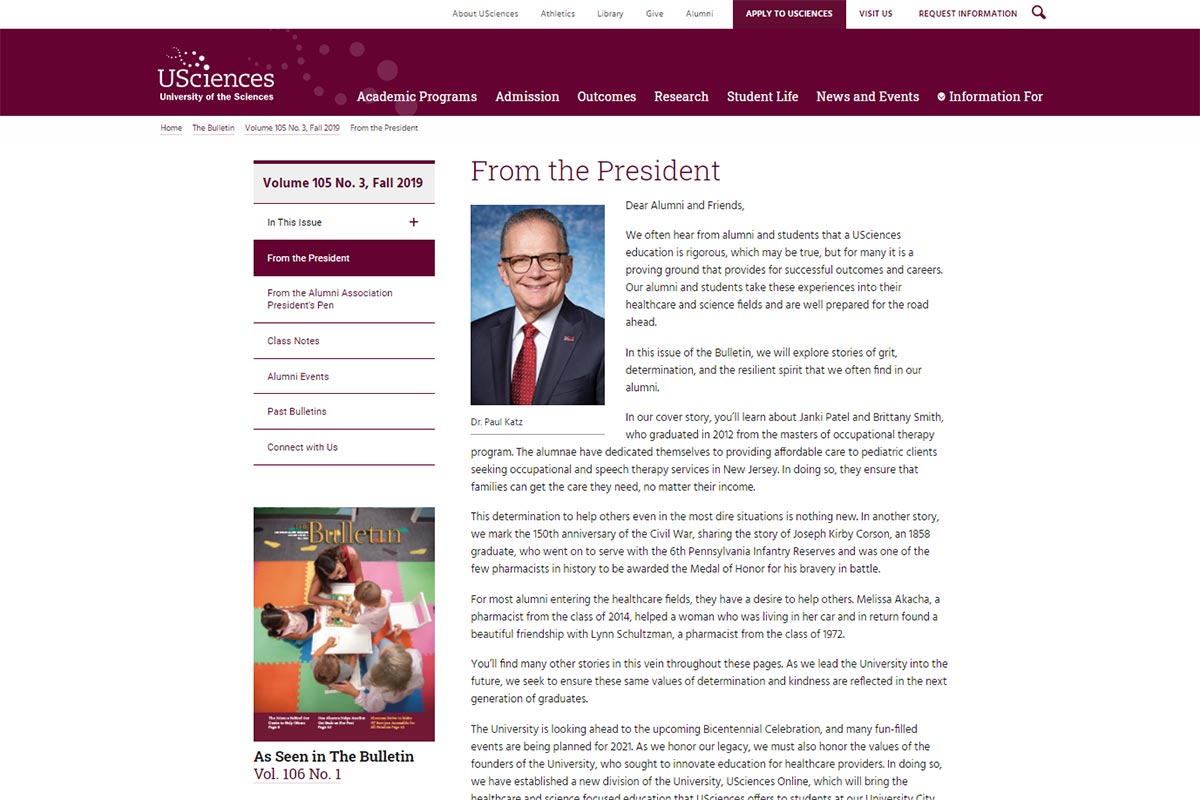 About USciences Athletics Library Give Alumni APPLY TO USCIENCES VISIT US REQUEST INFORMATION
USciences
University of the Sciences
Academic Programs Admission Outcomes Research Student Life News and Events Information For
Home The Bulletin Volume 105 No. 3, Fall 2019 From the President
Volume 105 No. 3, Fall 2019
In This Issue +
From the President
From the Alumni Association
President's Pen
Class Notes
Alumni Events
Past Bulletins
Connect with Us
Bulletin
The Science Behind Our
Desire to Help Others
Page 8
One Alumna Helps Another
Get Back on Her Feet
As Seen in The Bulletin
Vol. 106 No. 1
From the President
Dr. Paul Katz
Dear Alumni and Friends,
We often hear from alumni and students that a USciences
education is rigorous, which may be true, but for many it is a
proving ground that provides for successful outcomes and careers.
Our alumni and students take these experiences into their
healthcare and science fields and are well prepared for the road
ahead.
In this issue of the Bulletin, we will explore stories of grit,
determination, and the resilient spirit that we often find in our
alumni.
In our cover story, you'll learn about Janki Patel and Brittany Smith,
who graduated in 2012 from the masters of occupational therapy
program. The alumnae have dedicated themselves to providing affordable care to pediatric clients
seeking occupational and speech therapy services in New Jersey. In doing so, they ensure that
families can get the care they need, no matter their income.
This determination to help others even in the most dire situations is nothing new. In another story,
we mark the 150th anniversary of the Civil War, sharing the story of Joseph Kirby Corson, an 1858
graduate, who went on to serve with the 6th Pennsylvania Infantry Reserves and was one of the
few pharmacists in history to be awarded the Medal of Honor for his bravery in battle.
For most alumni entering the healthcare fields, they have a desire to help others. Melissa Akacha, a
pharmacist from the class of 2014, helped a woman who was living in her car and in return found a
beautiful friendship with Lynn Schultzman, a pharmacist from the class of 1972.
You'll find many other stories in this vein throughout these pages. As we lead the University into the
future, we seek to ensure these same values of determination and kindness are reflected in the next
generation of graduates.
The University is looking ahead to the upcoming Bicentennial Celebration, and many fun-filled
events are being planned for 2021. As we honor our legacy, we must also honor the values of the
founders of the University, who sought to innovate education for healthcare providers. In doing so,
we have established a new division of the University, USciences Online, which will bring the
healthcare and science focused education that USciences offers to students at our University City